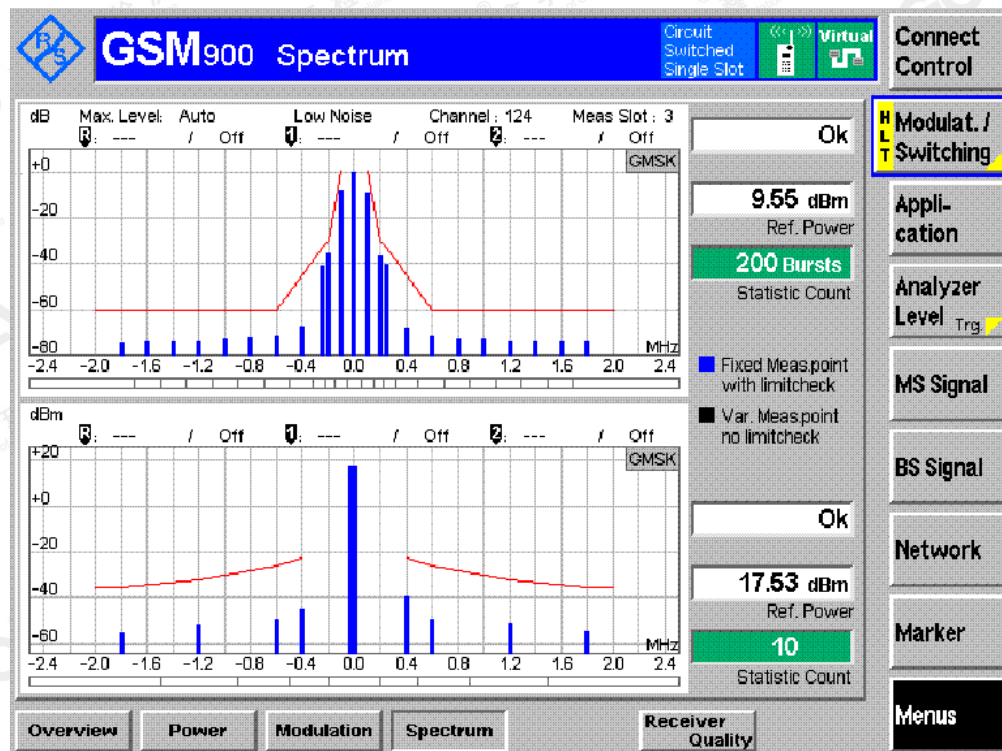 R&S
GSM900 Spectrum
Circuit
Switched
Single Slot
Virtual
Connect
Control
dB Max. Level: Auto Low Noise Channel : 124 Meas Slot : 3
R: --- / Off 1: --- / Off 2: --- / Off
GMSK
+0
-20
-40
-60
-80
MHz
-2.4 -2.0 -1.6 -1.2 -0.8 -0.4 0.0 0.4 0.8 1.2 1.6 2.0 2.4
Ok
9.55 dBm
Ref. Power
200 Bursts
Statistic Count
Fixed Meas.point
with limitcheck
Var. Meas.point
no limitcheck
dBm
R: --- / Off 1: --- / Off 2: --- / Off
GMSK
+20
+0
-20
-40
-60
MHz
-2.4 -2.0 -1.6 -1.2 -0.8 -0.4 0.0 0.4 0.8 1.2 1.6 2.0 2.4
Ok
17.53 dBm
Ref. Power
10
Statistic Count
HLT
Modulat. /
Switching
Appli-
cation
Analyzer
Level Trg.
MS Signal
BS Signal
Network
Marker
Menus
Overview Power Modulation Spectrum Receiver
Quality